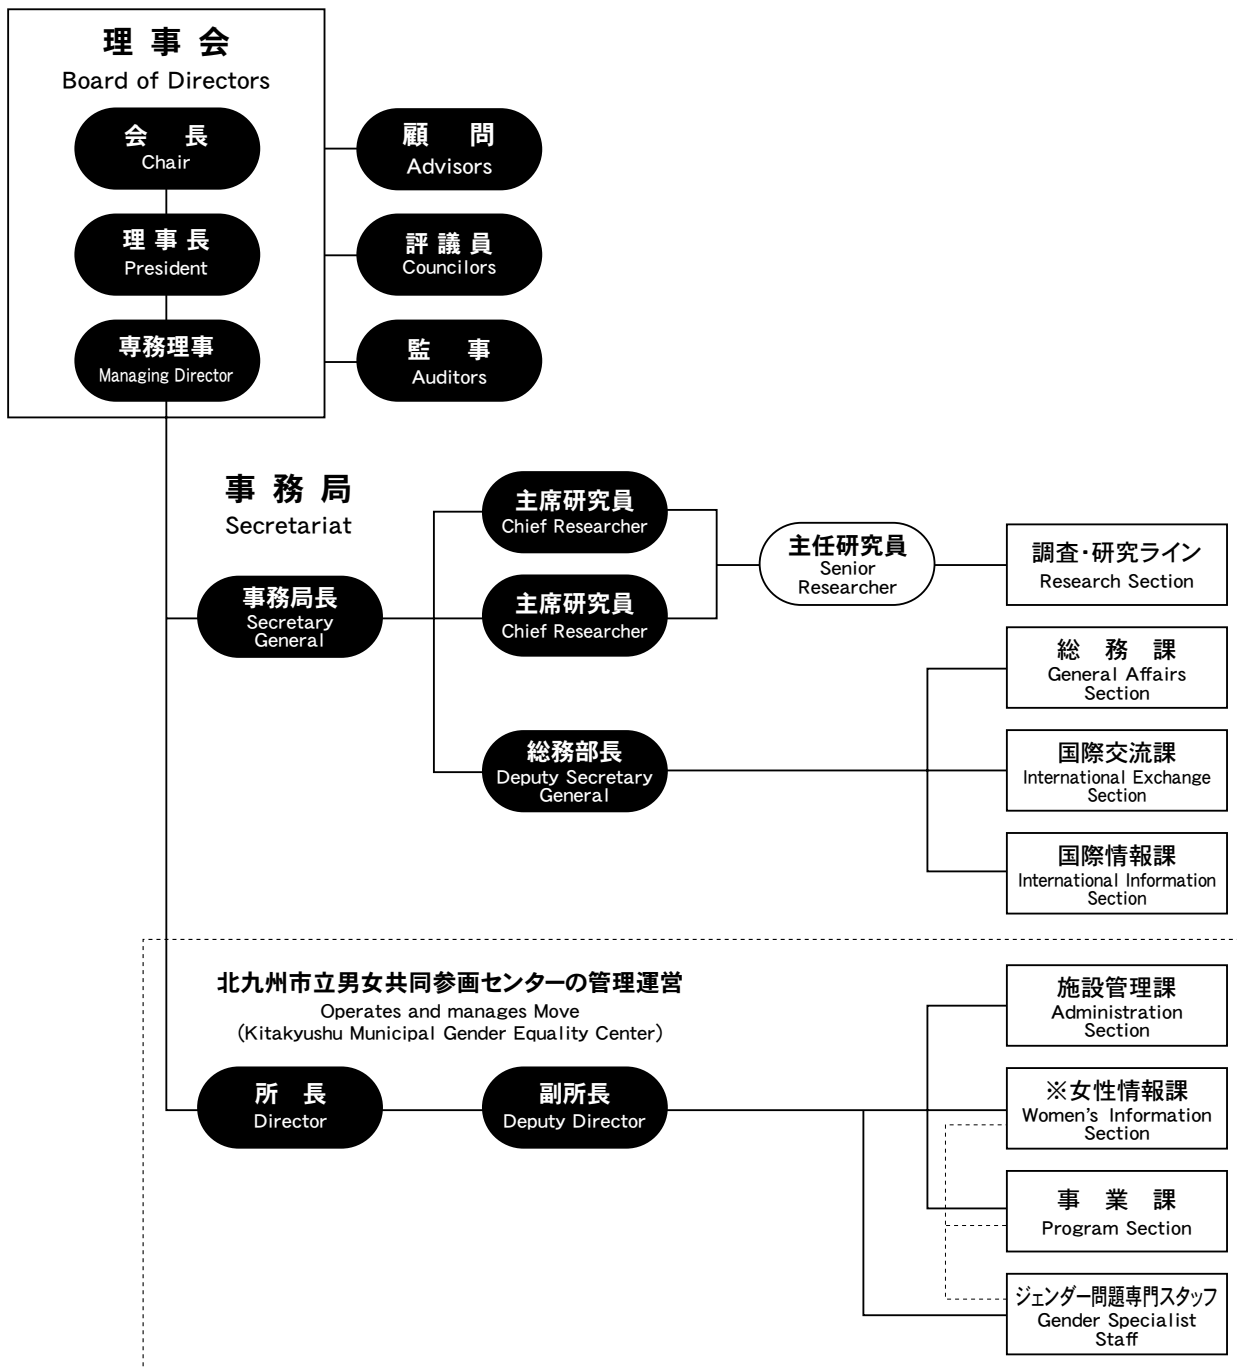 理事会
Board of Directors
会長
Chair
顧問
Advisors
理事長
President
評議員
Councilors
専務理事
Managing Director
監事
Auditors
事務局
Secretariat
主席研究員
Chief Researcher
主任研究員
Senior
Researcher
調査・研究ライン
Research Section
事務局長
Secretary
General
主席研究員
Chief Researcher
総務課
General Affairs
Section
総務部長
Deputy Secretary
General
国際交流課
International Exchange
Section
国際情報課
International Information
Section
北九州市立男女共同参画センターの管理運営
Operates and manages Move
(Kitakyushu Municipal Gender Equality Center)
施設管理課
Administration
Section
所長
Director
副所長
Deputy Director
※女性情報課
Women's Information
Section
事業課
Program Section
ジェンダー問題専門スタッフ
Gender Specialist
Staff